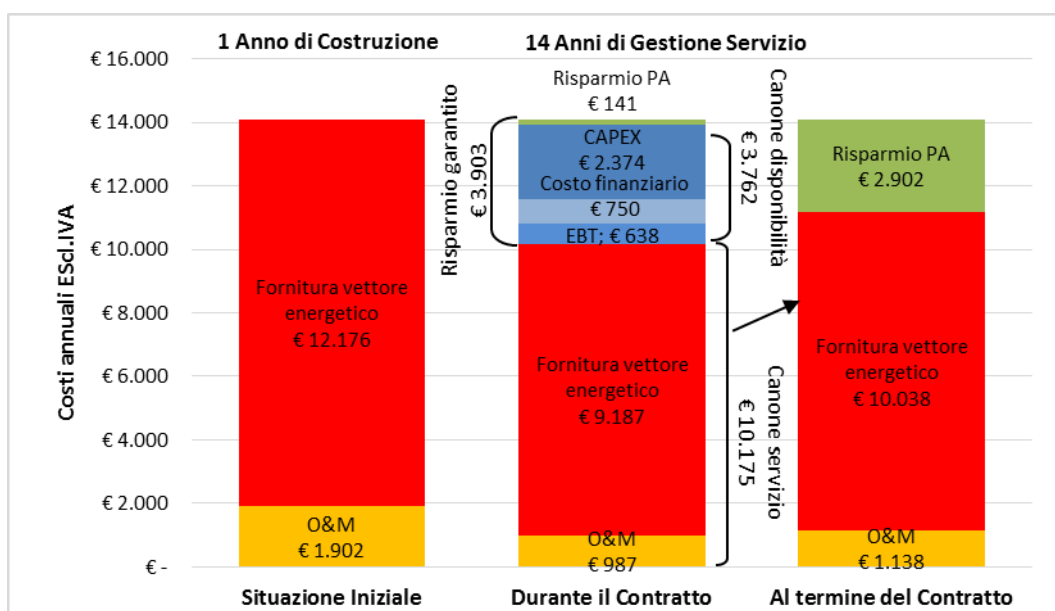 1 Anno di Costruzione
14 Anni di Gestione Servizio
Costi annuali EScl.IVA
€ 16.000
€ 14.000
€ 12.000
€ 10.000
€ 8.000
€ 6.000
€ 4.000
€ 2.000
€ -
Fornitura vettore
energetico
€ 12.176
O&M
€ 1.902
Situazione Iniziale
Risparmio garantito
€ 3.903
Risparmio PA
€ 141
CAPEX
€ 2.374
Costo finanziario
€ 750
EBT; € 638
Fornitura vettore
energetico
€ 9.187
O&M
€ 987
Durante il Contratto
Canone disponibilità
€ 3.762
Canone servizio
€ 10.175
Risparmio PA
€ 2.902
Fornitura vettore
energetico
€ 10.038
O&M
€ 1.138
Al termine del Contratto